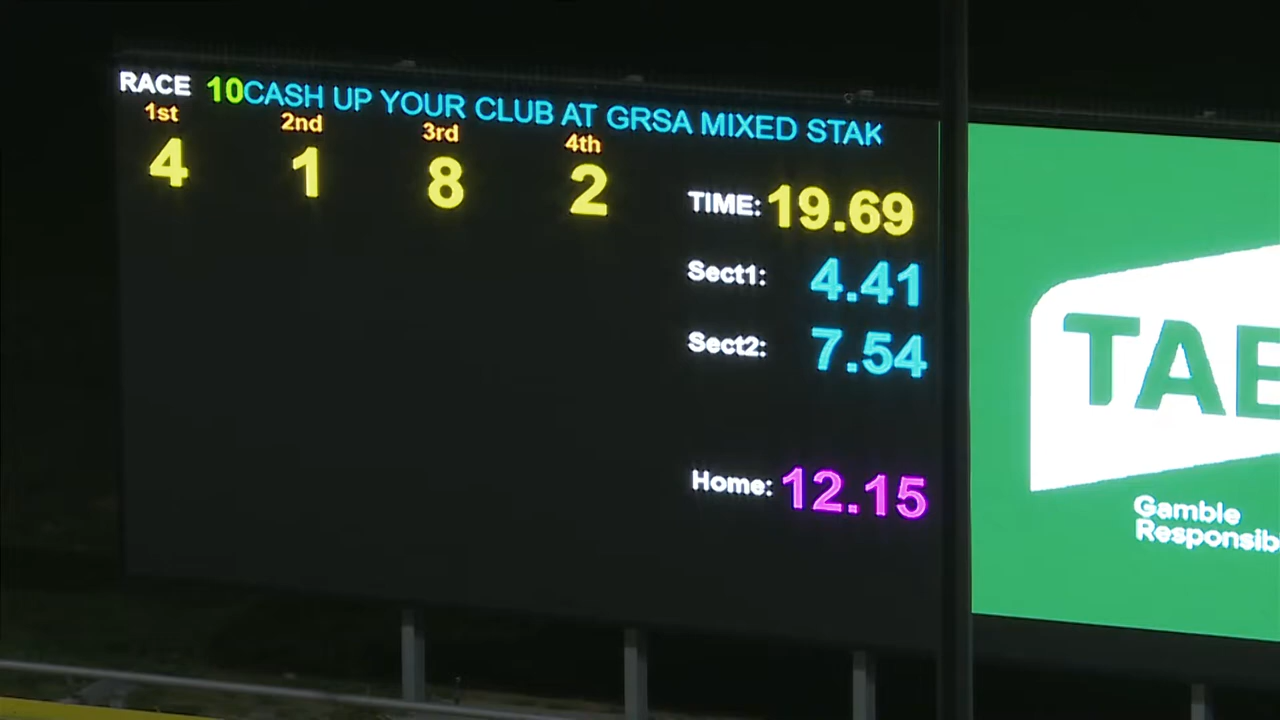 RACE 10CASH UP YOUR CLUB AT GRSA MIXED STAK
1st 2nd 3rd 4th
4 1 8 2
TIME: 19.69
Sect1: 4.41
Sect2: 7.54
Home: 12.15
TAB
Gamble
Responsib